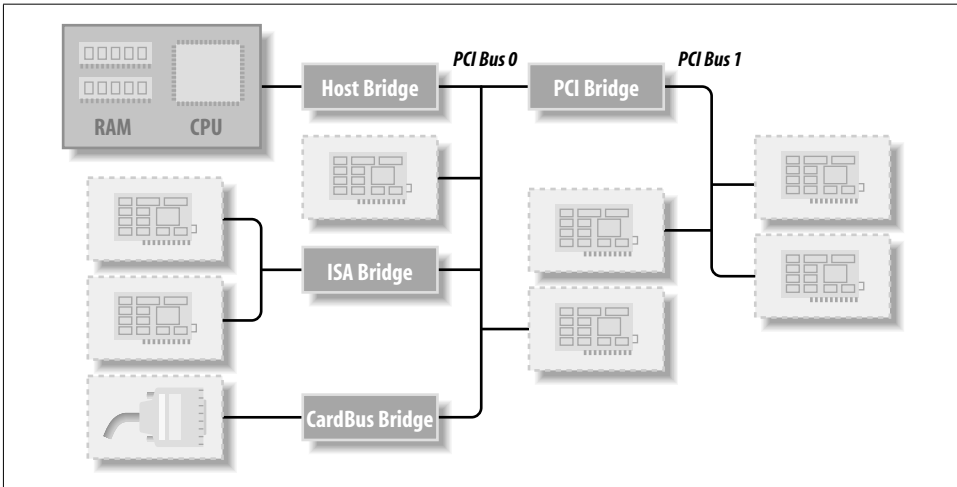 PCI Bus 0
PCI Bus 1
Host Bridge
PCI Bridge
RAM
CPU
ISA Bridge
CardBus Bridge